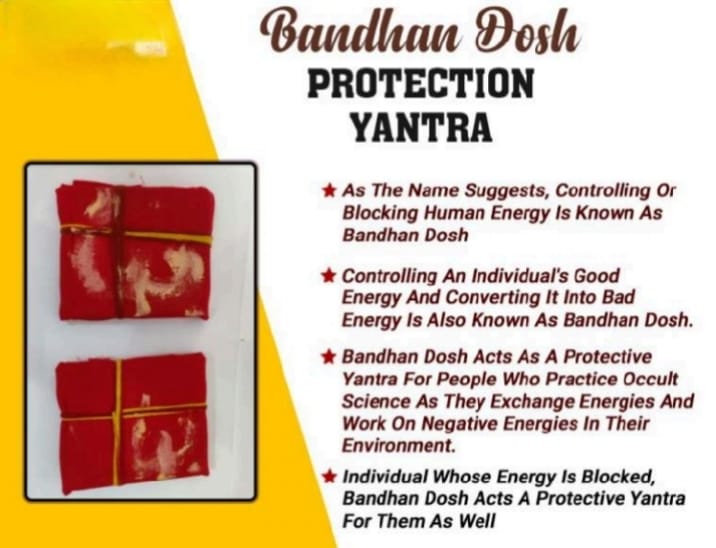 Bandhan Dosh
PROTECTION
YANTRA
As The Name Suggests, Controlling Or
Blocking Human Energy Is Known As
Bandhan Dosh
Controlling An Individual's Good
Energy And Converting It Into Bad
Energy Is Also Known As Bandhan Dosh.
Bandhan Dosh Acts As A Protective
Yantra For People Who Practice Occult
Science As They Exchange Energies And
Work On Negative Energies In Their
Environment.
Individual Whose Energy Is Blocked,
Bandhan Dosh Acts A Protective Yantra
For Them As Well